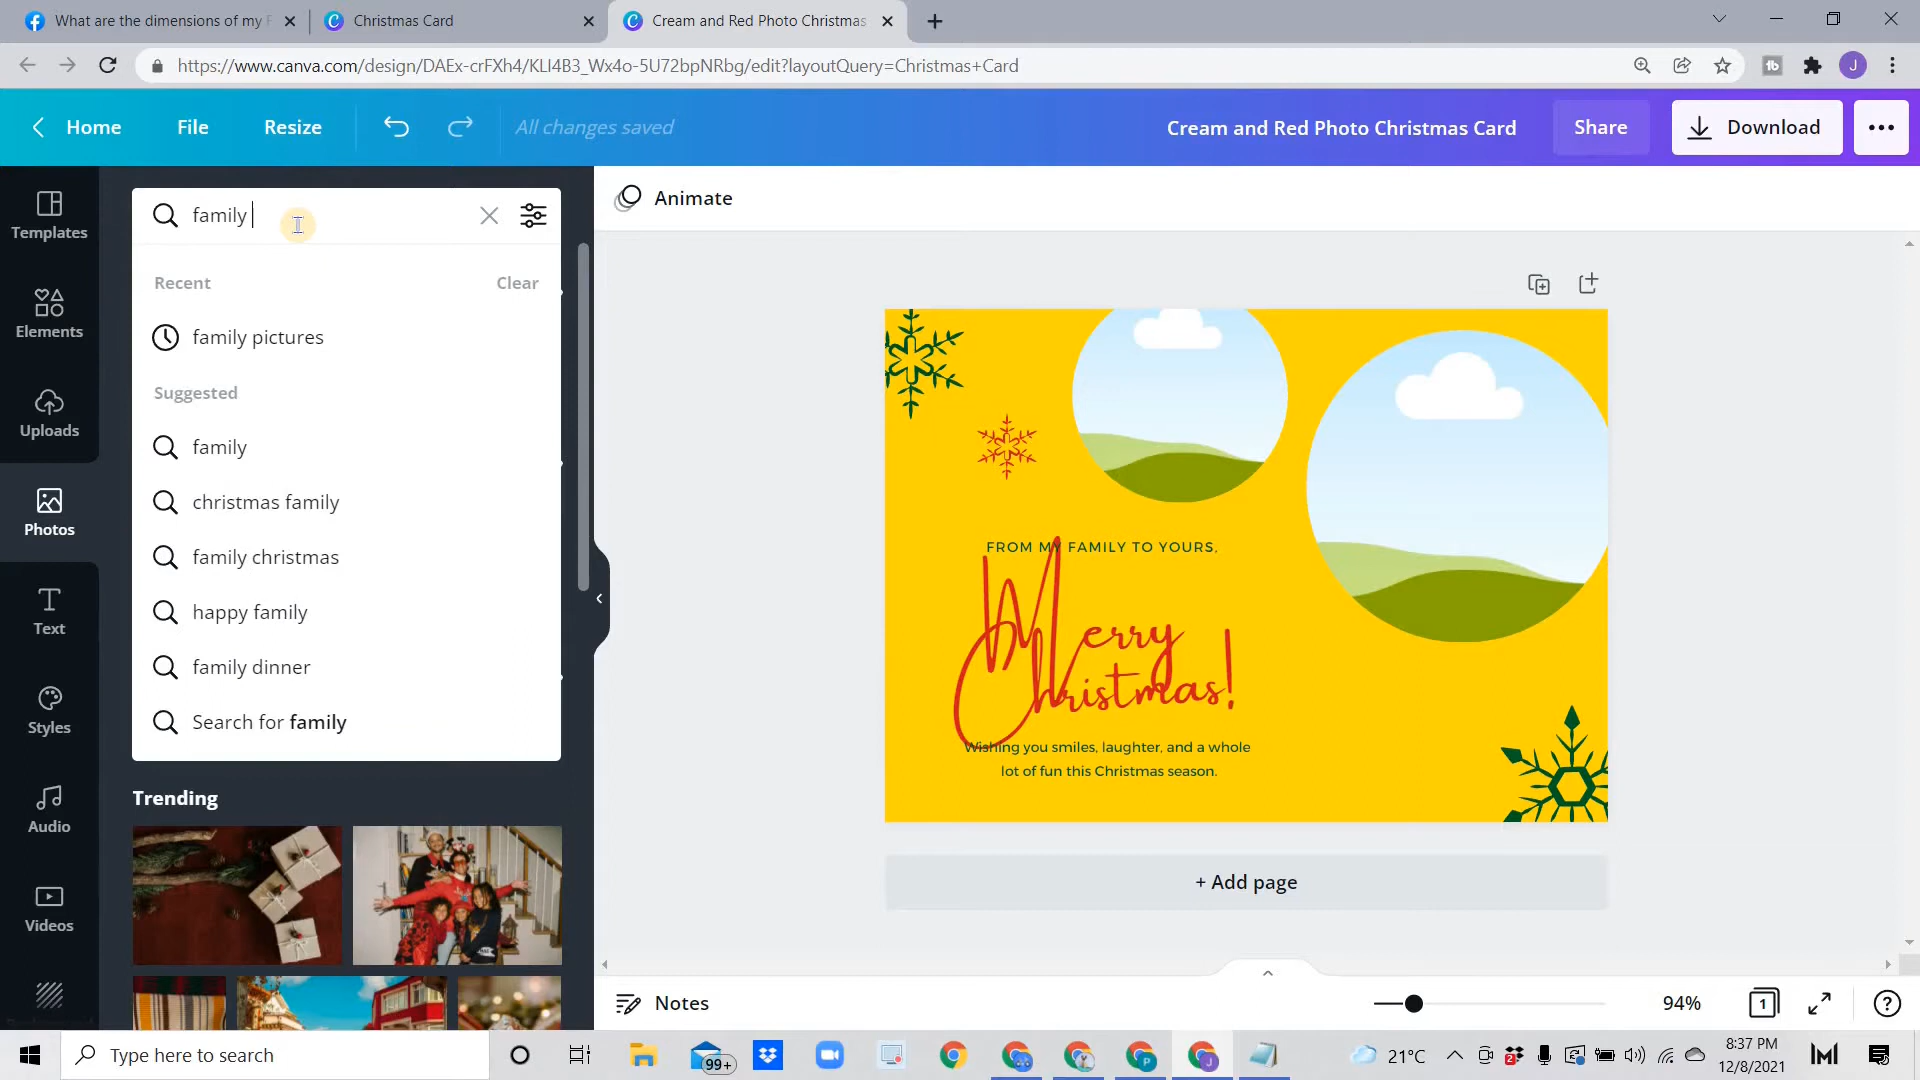 What are the dimensions of my F
Christmas Card
Cream and Red Photo Christmas
https://www.canva.com/design/DAEx-crFXh4/KLI4B3_Wx4o-5U72bpNRbg/edit?layoutQuery=Christmas+Card
Home
File
Resize
All changes saved
Cream and Red Photo Christmas Card
Share
Download
Templates
Elements
Uploads
Photos
Text
Styles
Audio
Videos
family
Recent
Clear
family pictures
Suggested
family
christmas family
family christmas
happy family
family dinner
Search for family
Trending
Animate
FROM MY FAMILY TO YOURS,
Merry
Christmas!
Wishing you smiles, laughter, and a whole
lot of fun this Christmas season.
+ Add page
Notes
94%
1
Type here to search
99+
21°C
8:37 PM
12/8/2021